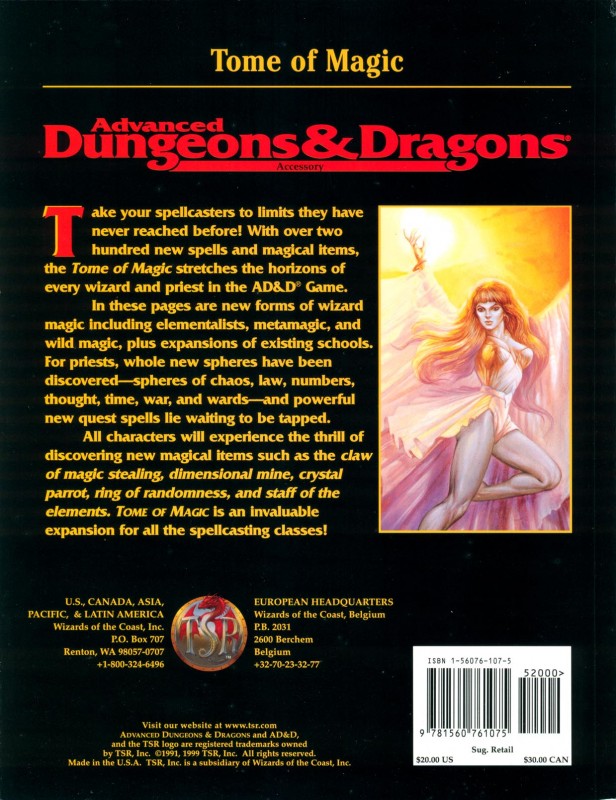 Tome of Magic
Advanced
Dungeons & Dragons®
Accessory
Take your spellcasters to limits they have
never reached before! With over two
hundred new spells and magical items,
the Tome of Magic stretches the horizons of
every wizard and priest in the AD&D® Game.
In these pages are new forms of wizard
magic including elementalists, metamagic, and
wild magic, plus expansions of existing schools.
For priests, whole new spheres have been
discovered—spheres of chaos, law, numbers,
thought, time, war, and wards—and powerful
new quest spells lie waiting to be tapped.
All characters will experience the thrill of
discovering new magical items such as the claw
of magic stealing, dimensional mine, crystal
parrot, ring of randomness, and staff of the
elements. TOME OF MAGIC is an invaluable
expansion for all the spellcasting classes!
U.S., CANADA, ASIA,
PACIFIC, & LATIN AMERICA
Wizards of the Coast, Inc.
P.O. Box 707
Renton, WA 98057-0707
+1-800-324-6496
TSR™
EUROPEAN HEADQUARTERS
Wizards of the Coast, Belgium
P.B. 2031
2600 Berchem
Belgium
+32-70-23-32-77
Visit our website at www.tsr.com
ADVANCED DUNGEONS & DRAGONS and AD&D,
and the TSR logo are registered trademarks owned
by TSR, Inc. ©1991, 1999 TSR, Inc. All rights reserved.
Made in the U.S.A. TSR, Inc. is a subsidiary of Wizards of the Coast, Inc.
ISBN 1-56076-107-5
52000>
9 781560 761075
Sug. Retail
$20.00 US $30.00 CAN